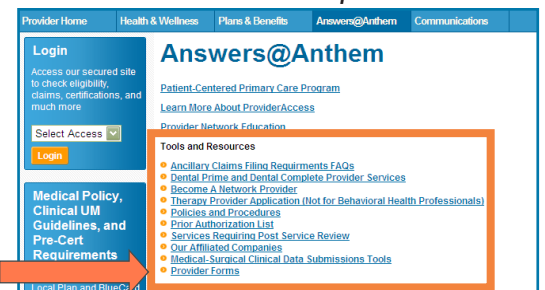 Provider Home Health & Wellness Plans & Benefits Answers@Anthem Communications
Login
Access our secured site
to check eligibility,
claims, certifications, and
much more
Select Access
Login
Medical Policy,
Clinical UM
Guidelines, and
Pre-Cert
Requirements
Local Plan and BlueCard
Answers@Anthem
Patient-Centered Primary Care Program
Learn More About ProviderAccess
Provider Network Education
Tools and Resources
Ancillary Claims Filing Requirments FAQs
Dental Prime and Dental Complete Provider Services
Become A Network Provider
Therapy Provider Application (Not for Behavioral Health Professionals)
Policies and Procedures
Prior Authorization List
Services Requiring Post Service Review
Our Affiliated Companies
Medical-Surgical Clinical Data Submissions Tools
Provider Forms